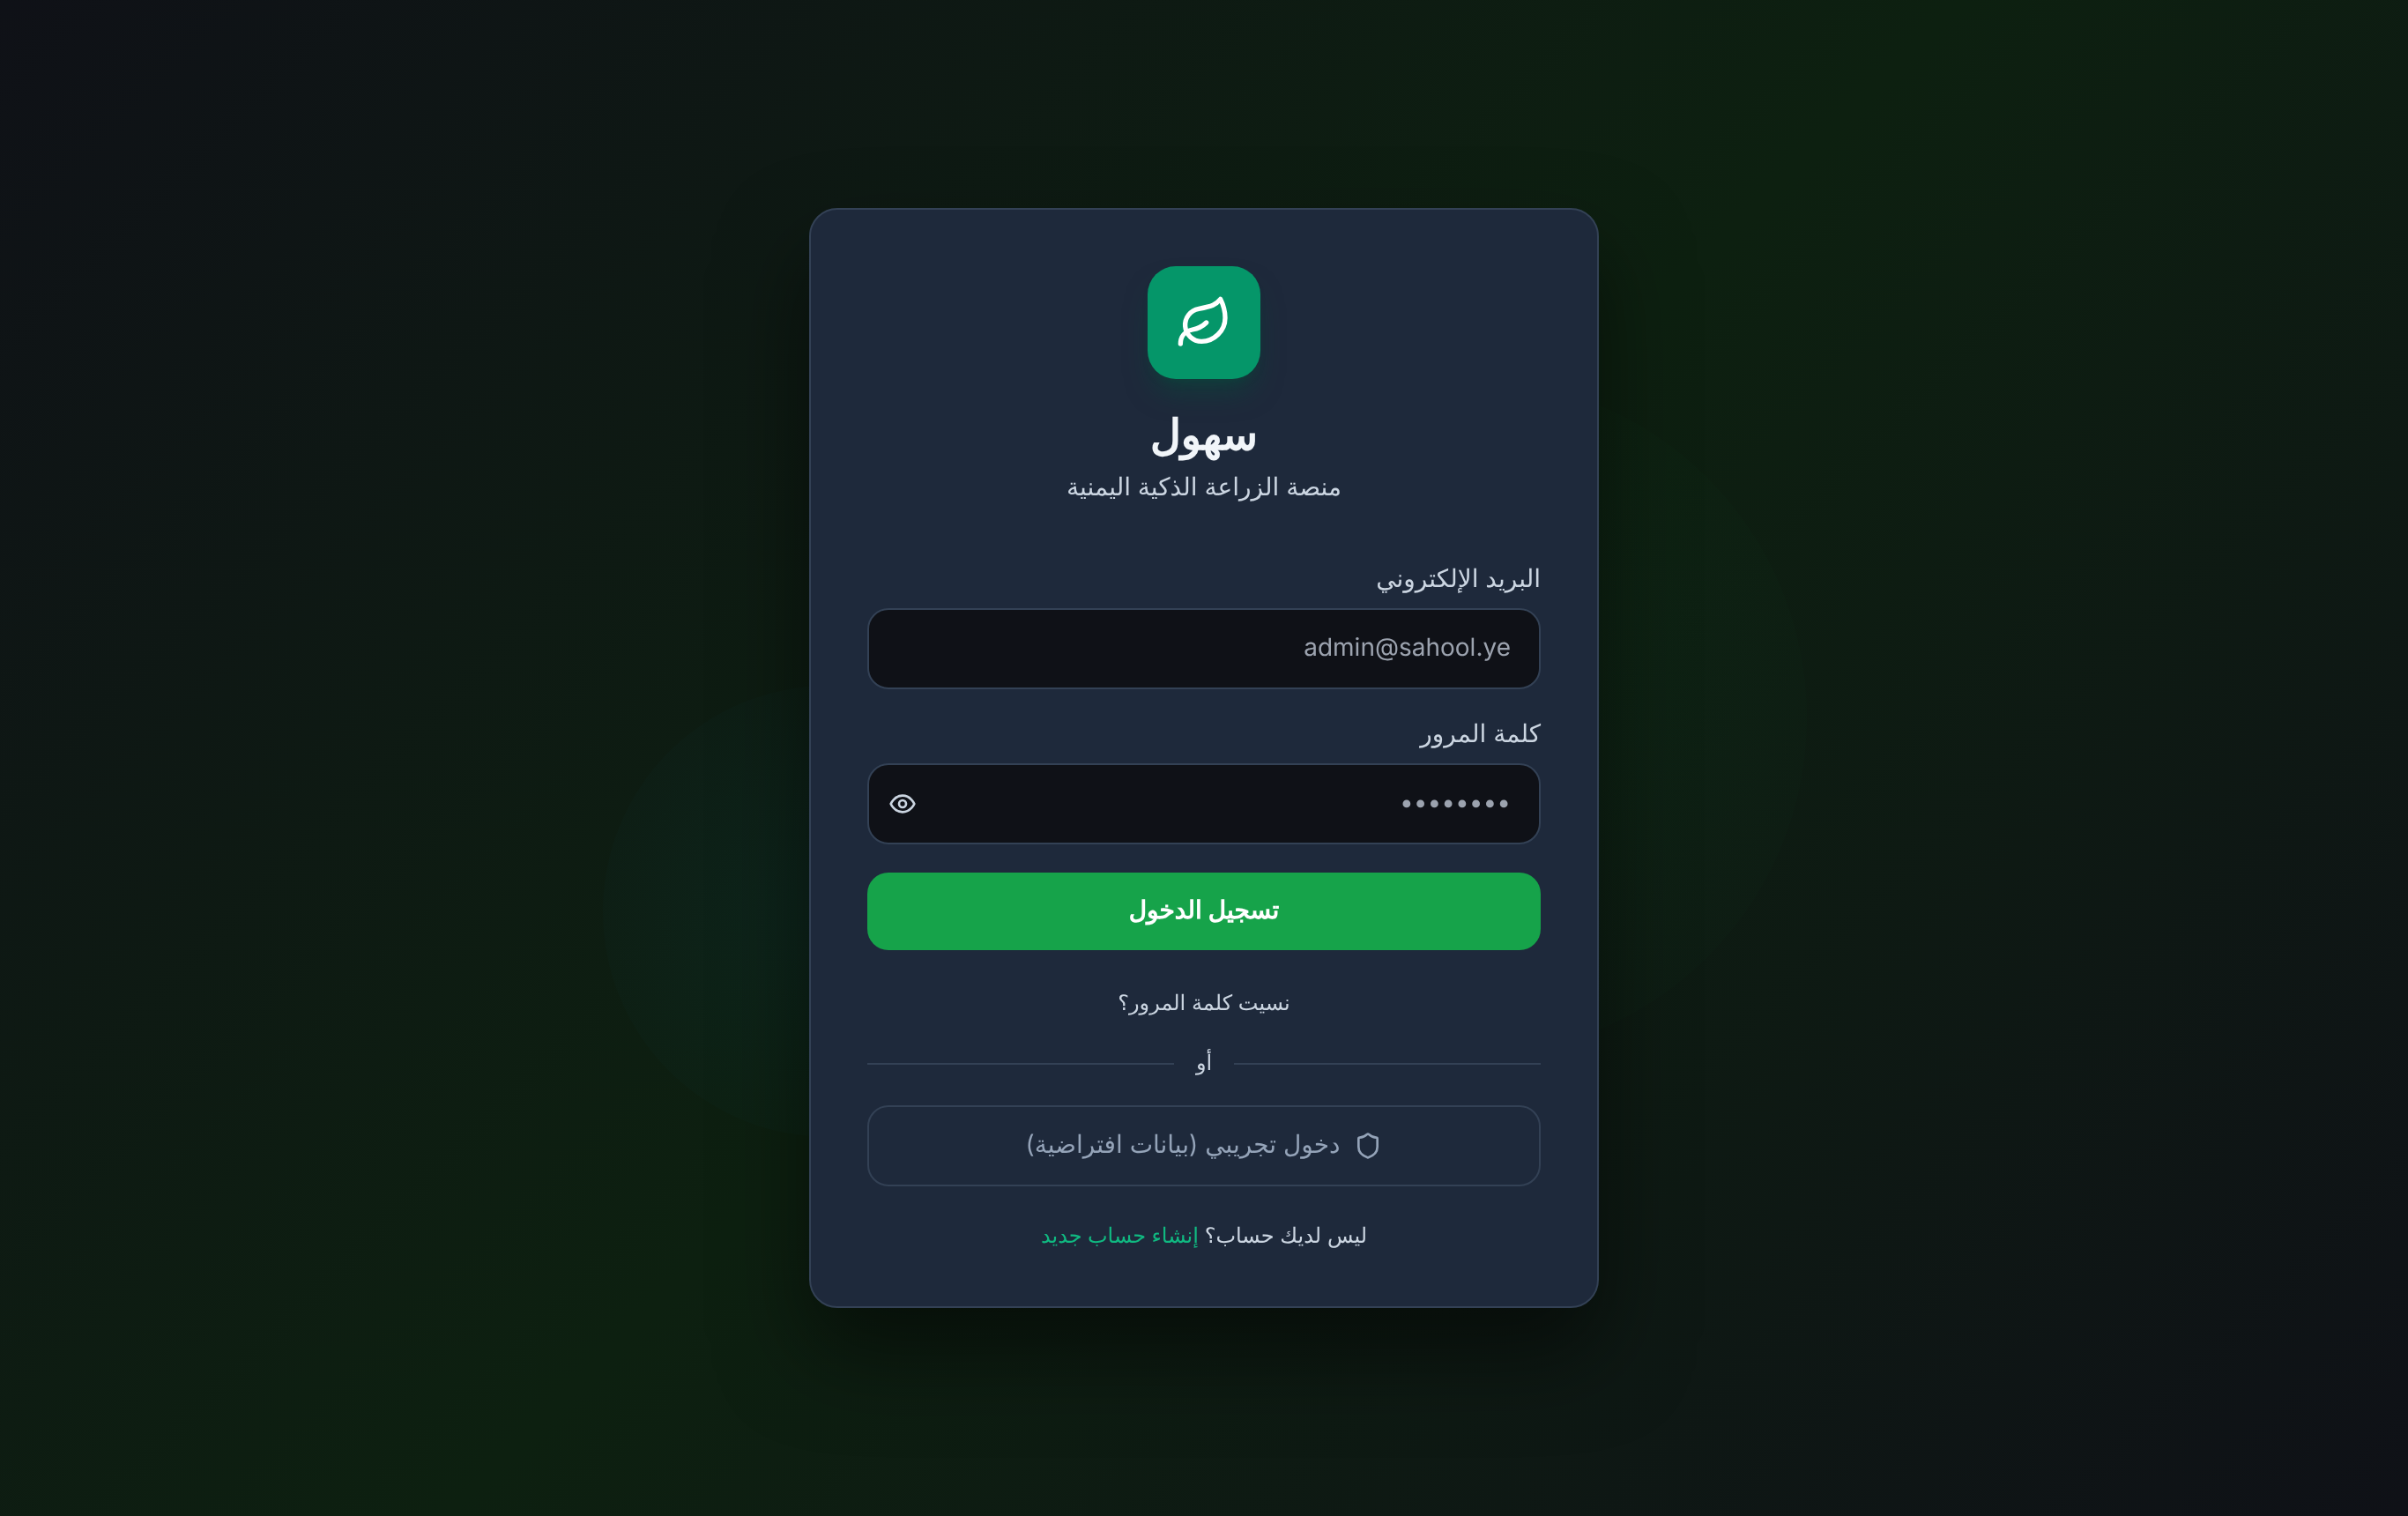 سهول
منصة الزراعة الذكية اليمنية
البريد الإلكتروني
admin@sahool.ye
كلمة المرور
••••••••
تسجيل الدخول
نسيت كلمة المرور؟
أو
دخول تجريبي (بيانات افتراضية)
ليس لديك حساب؟ إنشاء حساب جديد